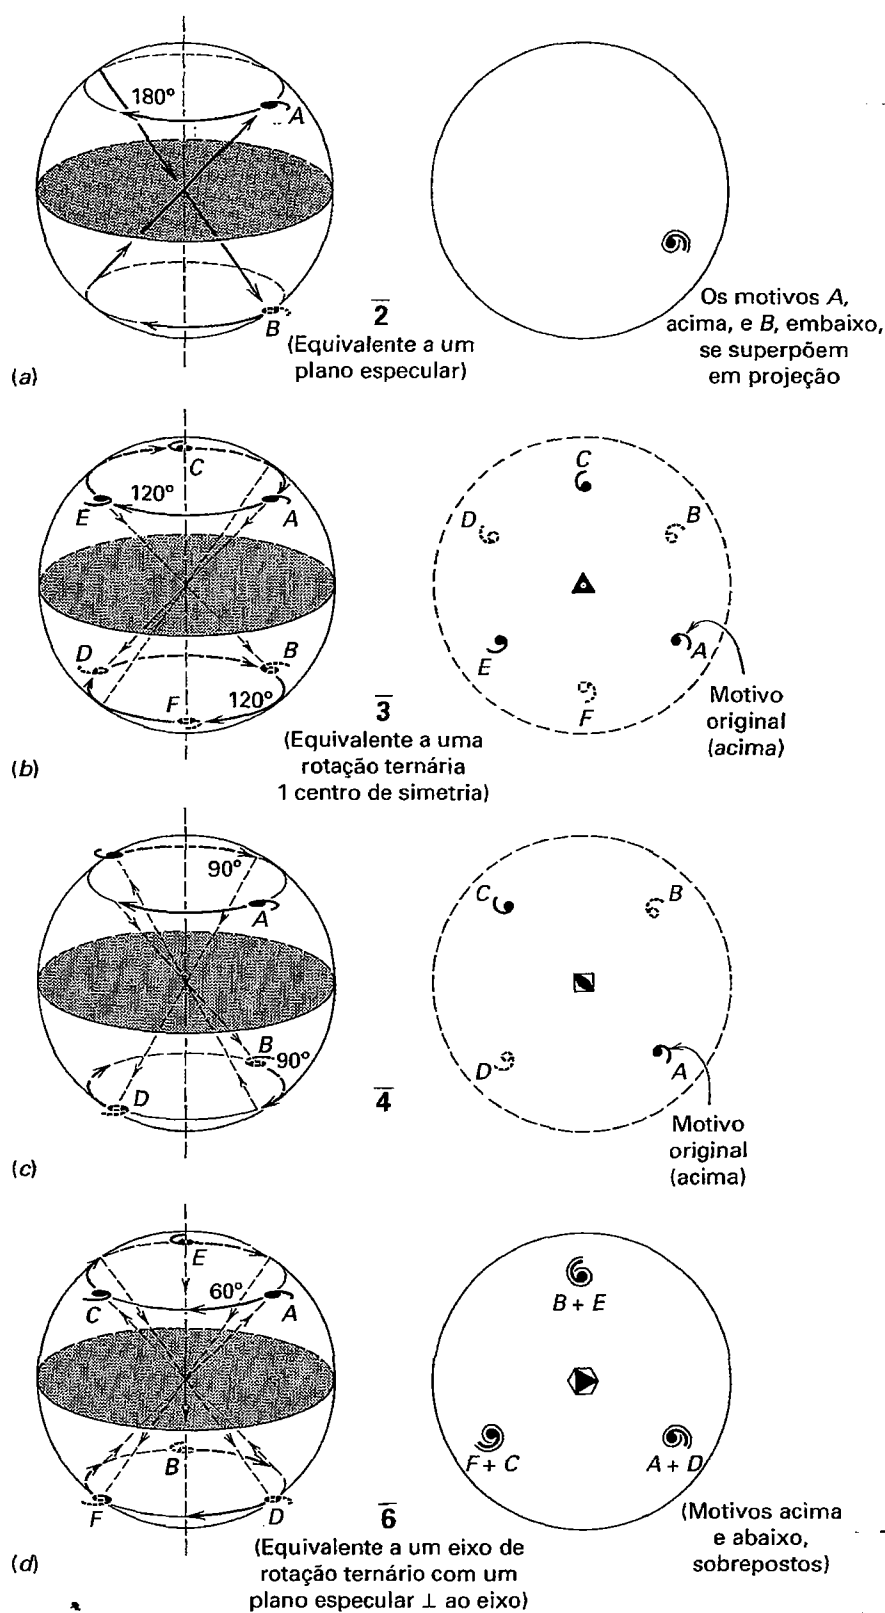 180°
A
B
2̅
(Equivalente a um
plano especular)
Os motivos A,
acima, e B, embaixo,
se superpõem
em projeção
(a)
C
E
120°
A
D
B
F
120°
3̅
(Equivalente a uma
rotação ternária
1 centro de simetria)
C
D
B
E
A
F
Motivo
original
(acima)
(b)
90°
A
B
90°
D
4̅
C
B
D
A
Motivo
original
(acima)
(c)
E
60°
C
A
B
F
D
6̅
(Equivalente a um eixo de
rotação ternário com um
plano especular ⊥ ao eixo)
B + E
F + C
A + D
(Motivos acima
e abaixo,
sobrepostos)
(d)